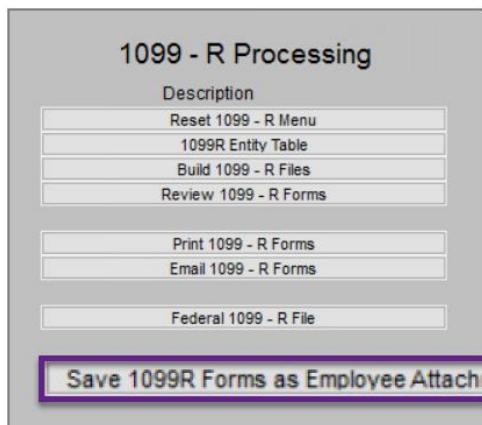 1099 - R Processing
Description
Reset 1099 - R Menu
1099R Entity Table
Build 1099 - R Files
Review 1099 - R Forms
Print 1099 - R Forms
Email 1099 - R Forms
Federal 1099 - R File
Save 1099R Forms as Employee Attach